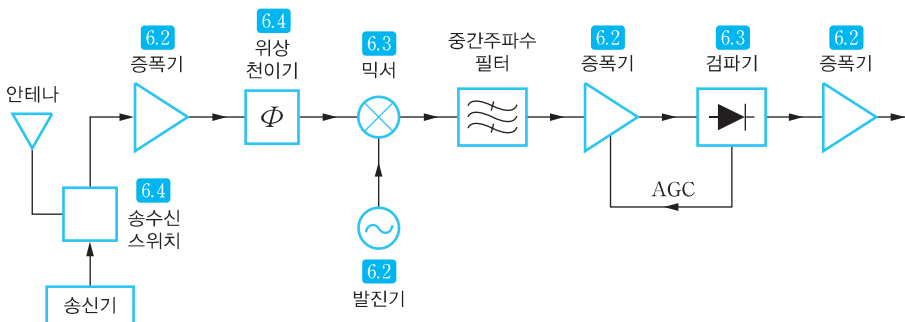 안테나
6.2
증폭기
6.4
위상
천이기
Φ
6.3
믹서
중간주파수
필터
6.2
증폭기
6.3
검파기
6.2
증폭기
6.4
송수신
스위치
송신기
6.2
발진기
AGC